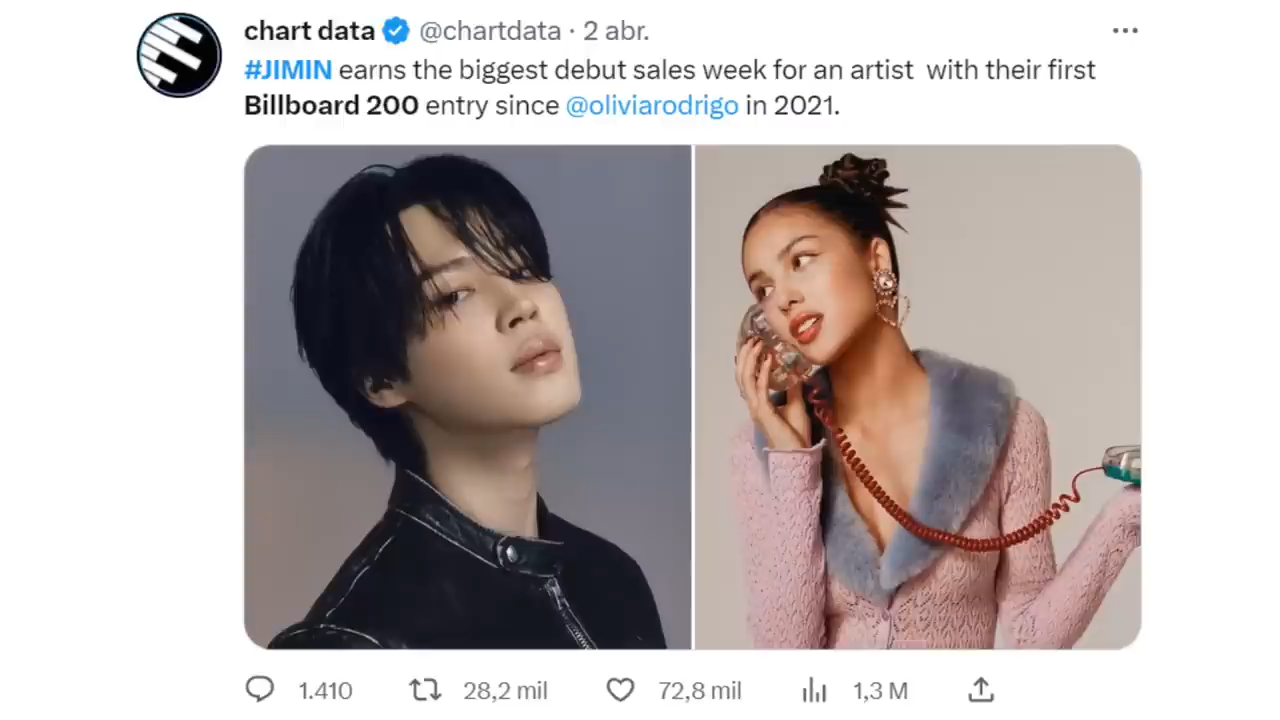 chart data @chartdata · 2 abr.
#JIMIN earns the biggest debut sales week for an artist with their first
Billboard 200 entry since @oliviarodrigo in 2021.
1.410 28,2 mil 72,8 mil 1,3 M